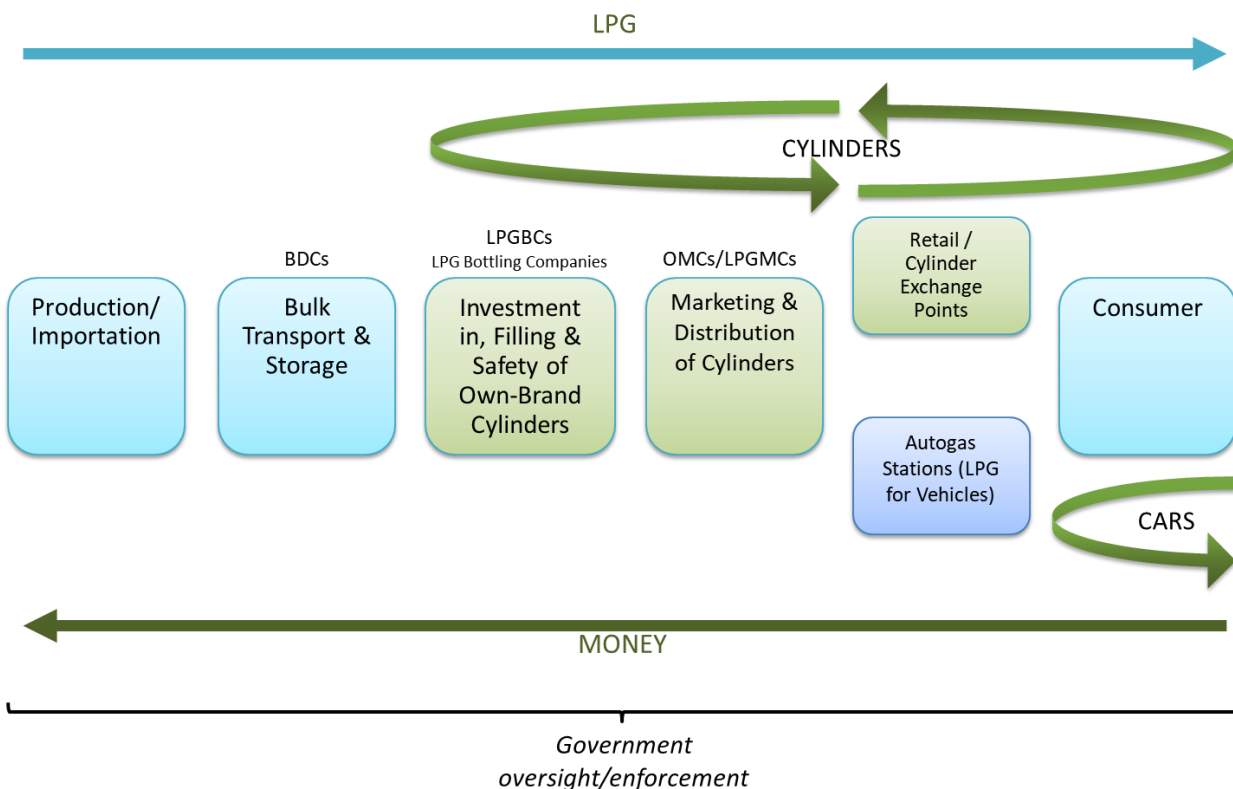 LPG
CYLINDERS
BDCs
LPGBCs
LPG Bottling Companies
OMCs/LPGMCs
Production/
Importation
Bulk
Transport &
Storage
Investment
in, Filling &
Safety of
Own-Brand
Cylinders
Marketing &
Distribution
of Cylinders
Retail /
Cylinder
Exchange
Points
Autogas
Stations (LPG
for Vehicles)
Consumer
CARS
MONEY
Government
oversight/enforcement